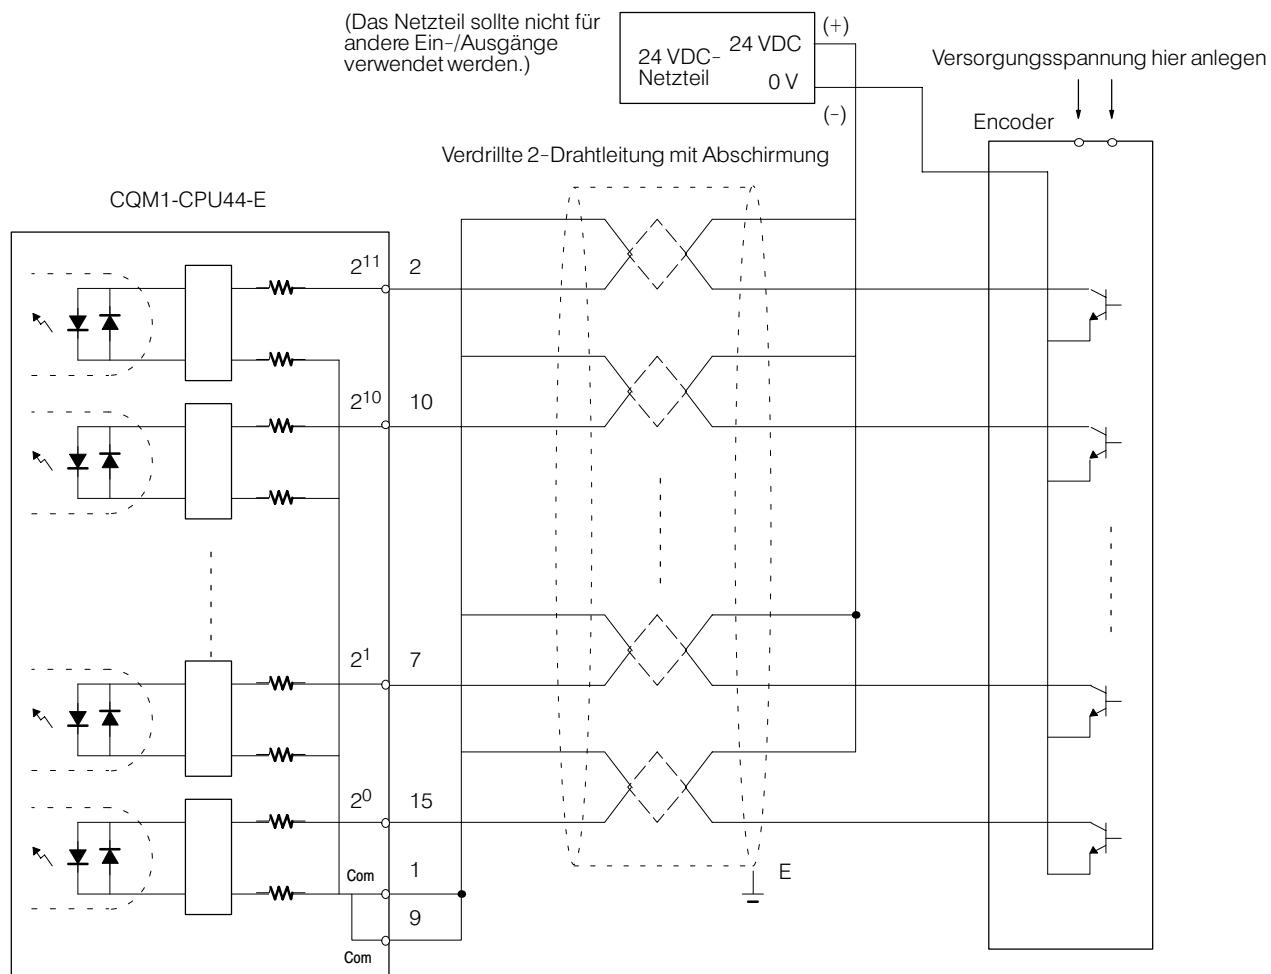 (Das Netzteil sollte nicht für
andere Ein-/Ausgänge
verwendet werden.)
24 VDC-
Netzteil
24 VDC
0 V
(+)
(-)
Versorgungsspannung hier anlegen
Encoder
Verdrillte 2-Drahtleitung mit Abschirmung
CQM1-CPU44-E
2¹¹ 2
2¹⁰ 10
2¹ 7
2⁰ 15
Com 1
9
Com
E